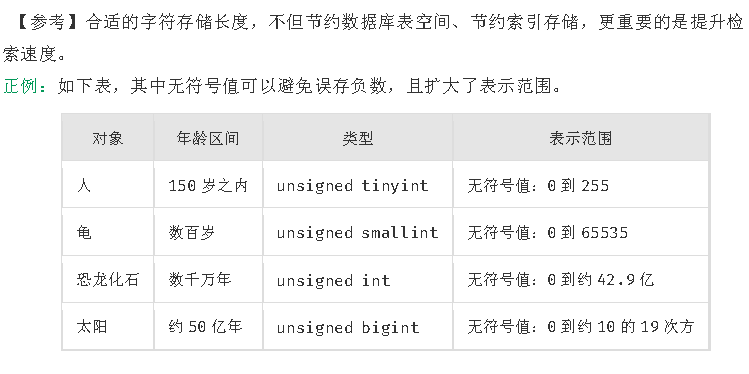 【参考】合适的字符存储长度，不但节约数据库表空间、节约索引存储，更重要的是提升检
索速度。
正例：如下表，其中无符号值可以避免误存负数，且扩大了表示范围。
对象 年龄区间 类型 表示范围
人 150 岁之内 unsigned tinyint 无符号值：0 到 255
龟 数百岁 unsigned smallint 无符号值：0 到 65535
恐龙化石 数千万年 unsigned int 无符号值：0 到约 42.9 亿
太阳 约 50 亿年 unsigned bigint 无符号值：0 到约 10 的 19 次方